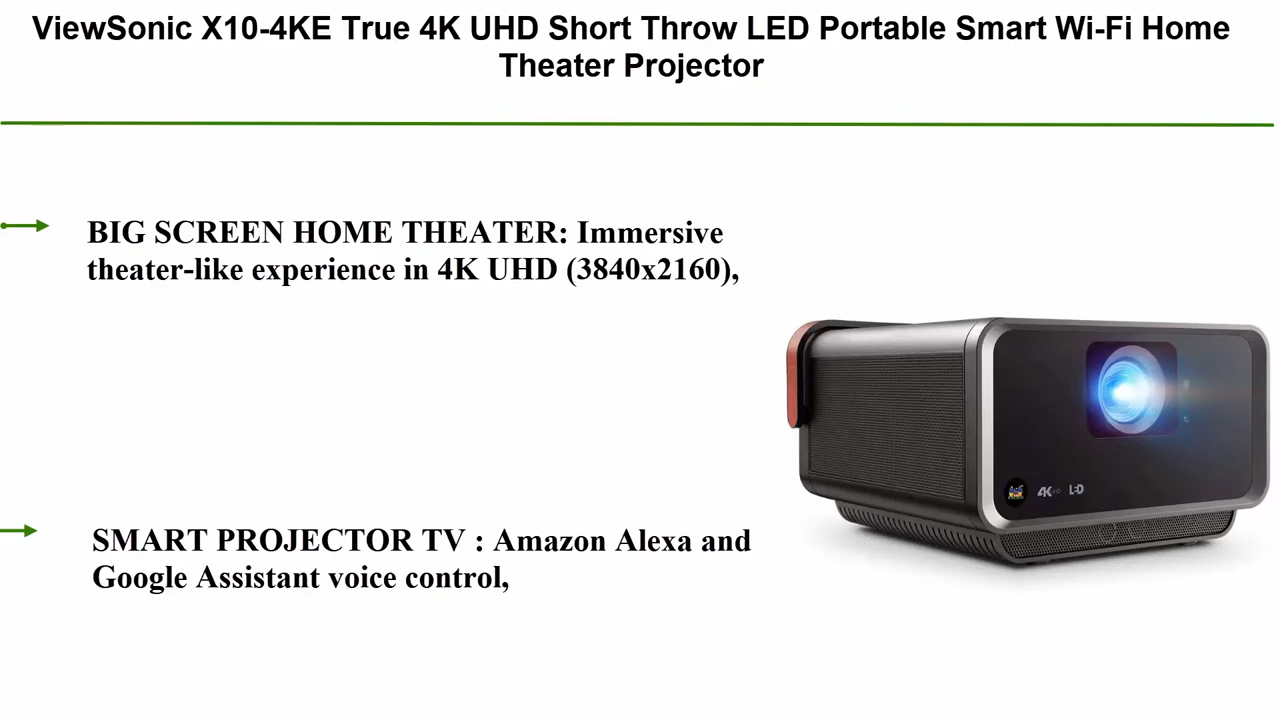 ViewSonic X10-4KE True 4K UHD Short Throw LED Portable Smart Wi-Fi Home
Theater Projector
BIG SCREEN HOME THEATER: Immersive
theater-like experience in 4K UHD (3840x2160),
SMART PROJECTOR TV : Amazon Alexa and
Google Assistant voice control,
4K
LED